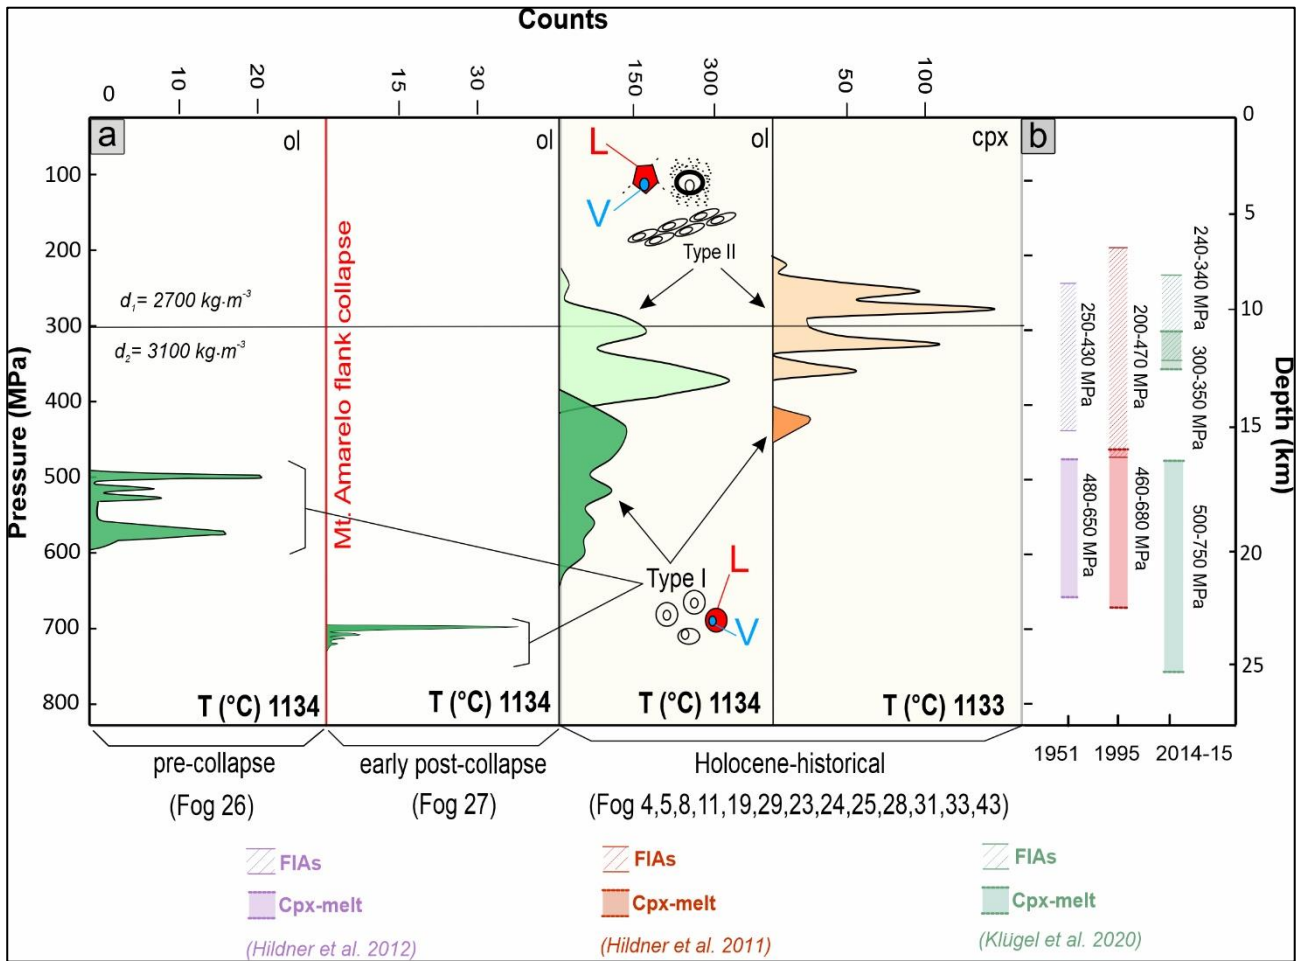 Counts
0
10
20
15
30
150
300
50
100
a
ol
ol
ol
cpx
b
0
100
200
300
400
500
600
700
800
Pressure (MPa)
d₁= 2700 kg·m⁻³
d₂= 3100 kg·m⁻³
Mt. Amarelo flank collapse
L
V
Type II
Type I
L
V
T (°C) 1134
T (°C) 1134
T (°C) 1134
T (°C) 1133
250-430 MPa
480-650 MPa
200-470 MPa
460-680 MPa
240-340 MPa
300-350 MPa
500-750 MPa
5
10
15
20
25
Depth (km)
1951
1995
2014-15
pre-collapse
(Fog 26)
early post-collapse
(Fog 27)
Holocene-historical
(Fog 4,5,8,11,19,29,23,24,25,28,31,33,43)
FIAs
Cpx-melt
(Hildner et al. 2012)
FIAs
Cpx-melt
(Hildner et al. 2011)
FIAs
Cpx-melt
(Klügel et al. 2020)